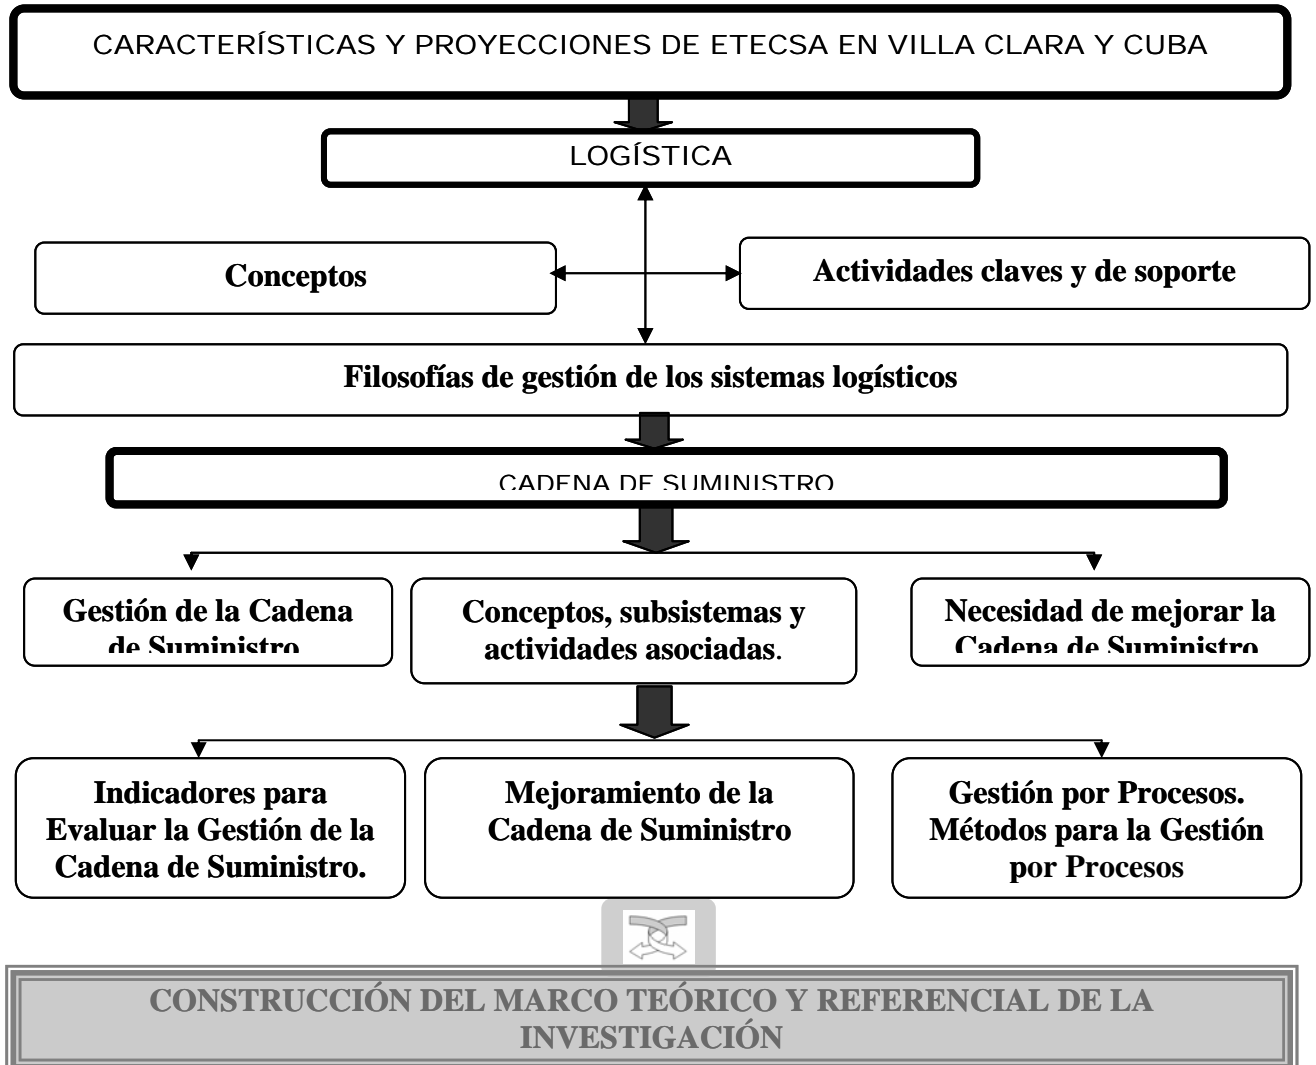 CARACTERÍSTICAS Y PROYECCIONES DE ETECSA EN VILLA CLARA Y CUBA
LOGÍSTICA
Conceptos
Actividades claves y de soporte
Filosofías de gestión de los sistemas logísticos
CADENA DE SUMINISTRO
Gestión de la Cadena
de Suministro
Conceptos, subsistemas y
actividades asociadas.
Necesidad de mejorar la
Cadena de Suministro
Indicadores para
Evaluar la Gestión de la
Cadena de Suministro.
Mejoramiento de la
Cadena de Suministro
Gestión por Procesos.
Métodos para la Gestión
por Procesos
CONSTRUCCIÓN DEL MARCO TEÓRICO Y REFERENCIAL DE LA
INVESTIGACIÓN